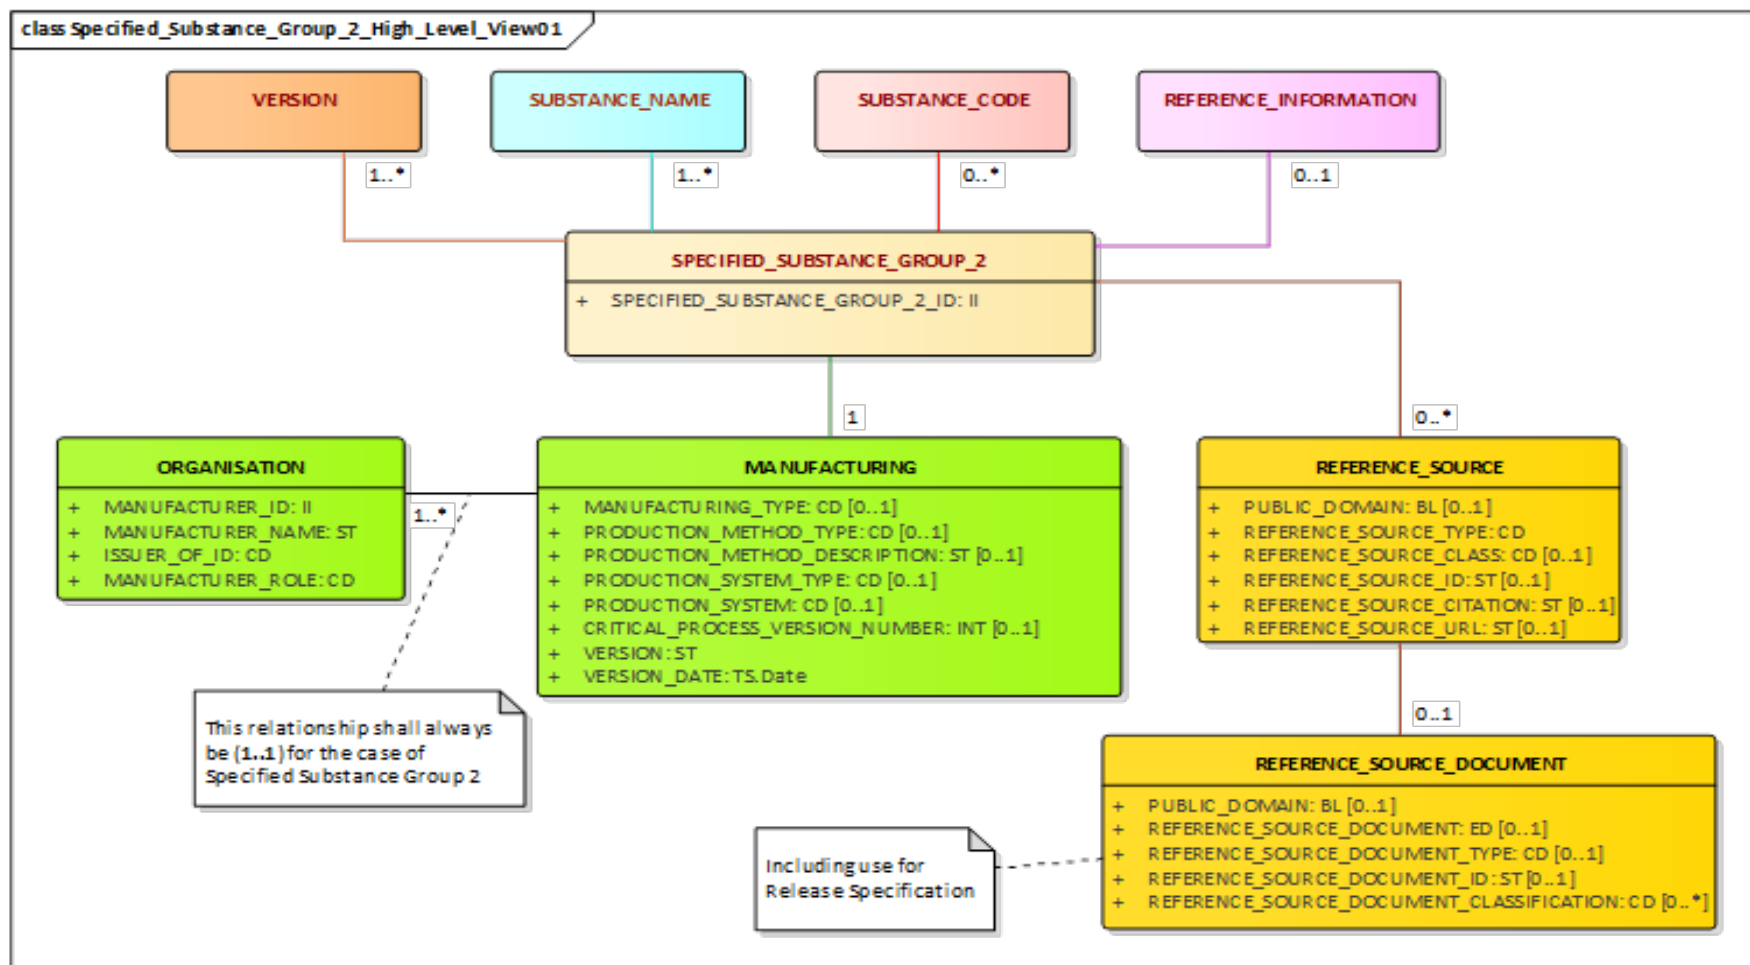 class Specified_Substance_Group_2_High_Level_View01
VERSION
SUBSTANCE_NAME
SUBSTANCE_CODE
REFERENCE_INFORMATION
1..*
1..*
0..*
0..1
SPECIFIED_SUBSTANCE_GROUP_2
+ SPECIFIED_SUBSTANCE_GROUP_2_ID: II
1
0..*
ORGANISATION
+ MANUFACTURER_ID: II
+ MANUFACTURER_NAME: ST
+ ISSUER_OF_ID: CD
+ MANUFACTURER_ROLE: CD
1..*
MANUFACTURING
+ MANUFACTURING_TYPE: CD [0..1]
+ PRODUCTION_METHOD_TYPE: CD [0..1]
+ PRODUCTION_METHOD_DESCRIPTION: ST [0..1]
+ PRODUCTION_SYSTEM_TYPE: CD [0..1]
+ PRODUCTION_SYSTEM: CD [0..1]
+ CRITICAL_PROCESS_VERSION_NUMBER: INT [0..1]
+ VERSION: ST
+ VERSION_DATE: TS.Date
REFERENCE_SOURCE
+ PUBLIC_DOMAIN: BL [0..1]
+ REFERENCE_SOURCE_TYPE: CD
+ REFERENCE_SOURCE_CLASS: CD [0..1]
+ REFERENCE_SOURCE_ID: ST [0..1]
+ REFERENCE_SOURCE_CITATION: ST [0..1]
+ REFERENCE_SOURCE_URL: ST [0..1]
This relationship shall always
be (1..1) for the case of
Specified Substance Group 2
0..1
REFERENCE_SOURCE_DOCUMENT
+ PUBLIC_DOMAIN: BL [0..1]
+ REFERENCE_SOURCE_DOCUMENT: ED [0..1]
+ REFERENCE_SOURCE_DOCUMENT_TYPE: CD [0..1]
+ REFERENCE_SOURCE_DOCUMENT_ID: ST [0..1]
+ REFERENCE_SOURCE_DOCUMENT_CLASSIFICATION: CD [0..*]
Including use for
Release Specification